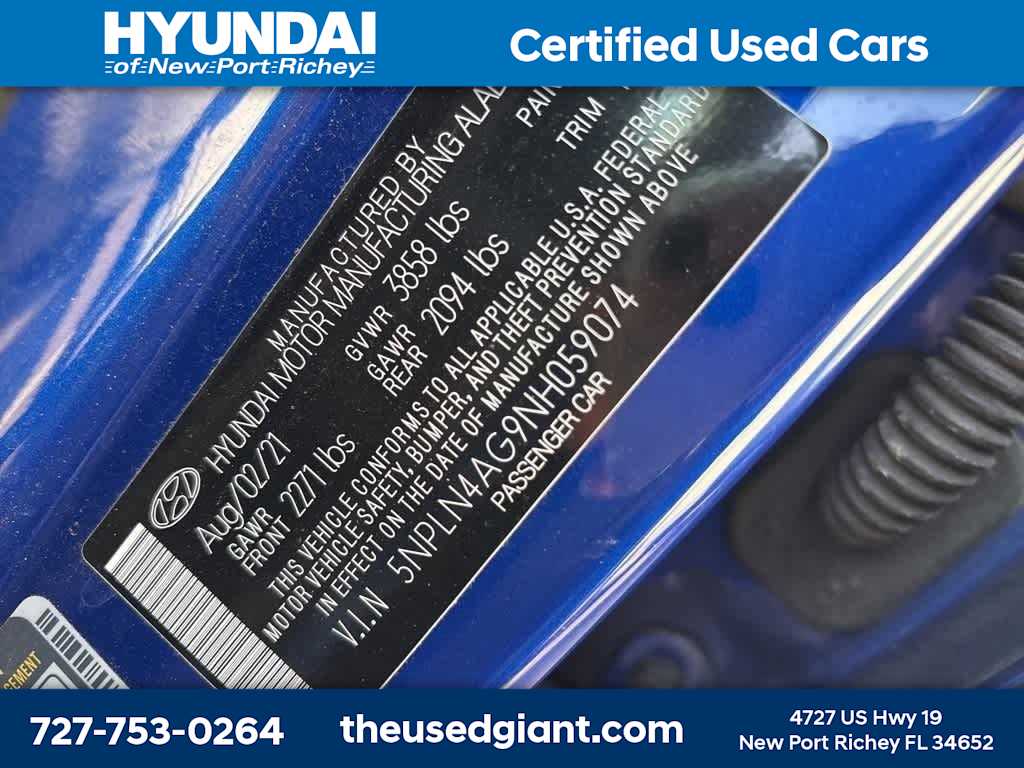 HYUNDAI
of New Port Richey
Certified Used Cars
MANUFACTURED BY
HYUNDAI MOTOR MANUFACTURING
Aug/02/21
GVWR 3858 lbs
GAWR FRONT 2271 lbs
GAWR REAR 2094 lbs
TRIM
THIS VEHICLE CONFORMS TO ALL APPLICABLE U.S.A. FEDERAL
MOTOR VEHICLE SAFETY, BUMPER, AND THEFT PREVENTION STANDARD
IN EFFECT ON THE DATE OF MANUFACTURE SHOWN ABOVE
V.I.N 5NPLN4AG9NH059074
PASSENGER CAR
727-753-0264
theusedgiant.com
4727 US Hwy 19
New Port Richey FL 34652